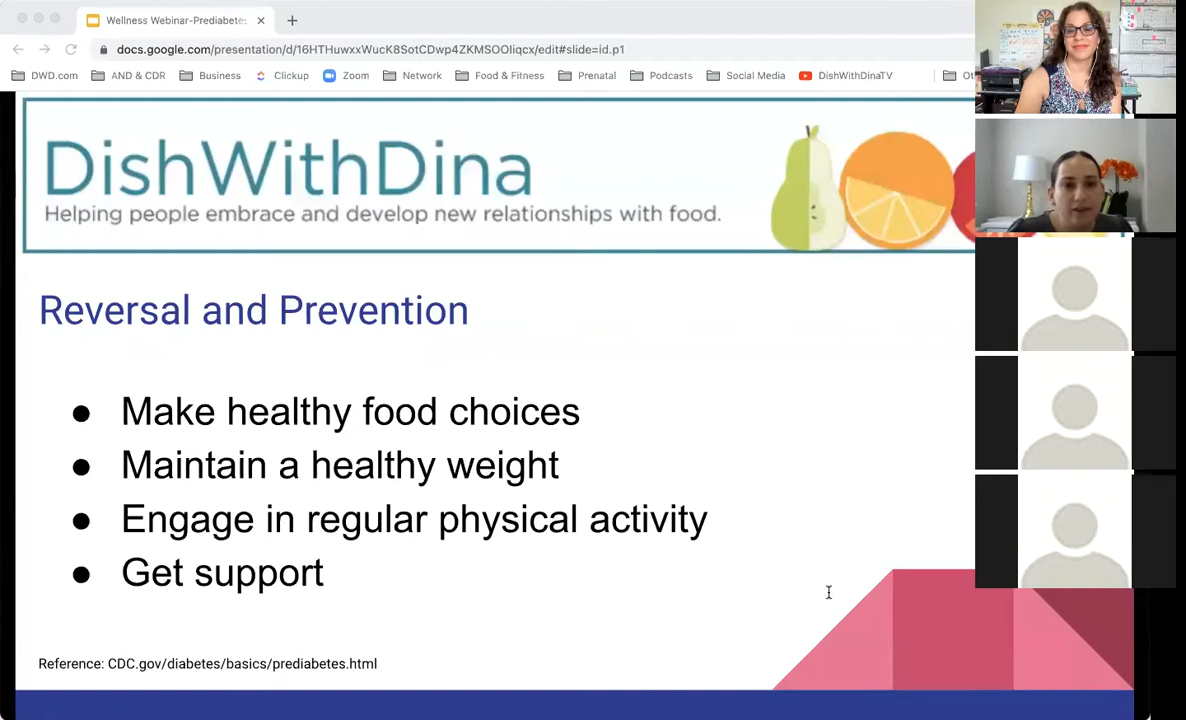 Wellness Webinar-Prediabetes
docs.google.com/presentation/d/16HTHuwxxWucK8SotCDwp4ZKMSOOliqcx/edit#slide=id.p1
DWD.com AND & CDR Business Clickup Zoom Network Food & Fitness Prenatal Podcasts Social Media DishWithDinaTV Ot
DishWithDina
Helping people embrace and develop new relationships with food.
Reversal and Prevention
● Make healthy food choices
● Maintain a healthy weight
● Engage in regular physical activity
● Get support
Reference: CDC.gov/diabetes/basics/prediabetes.html